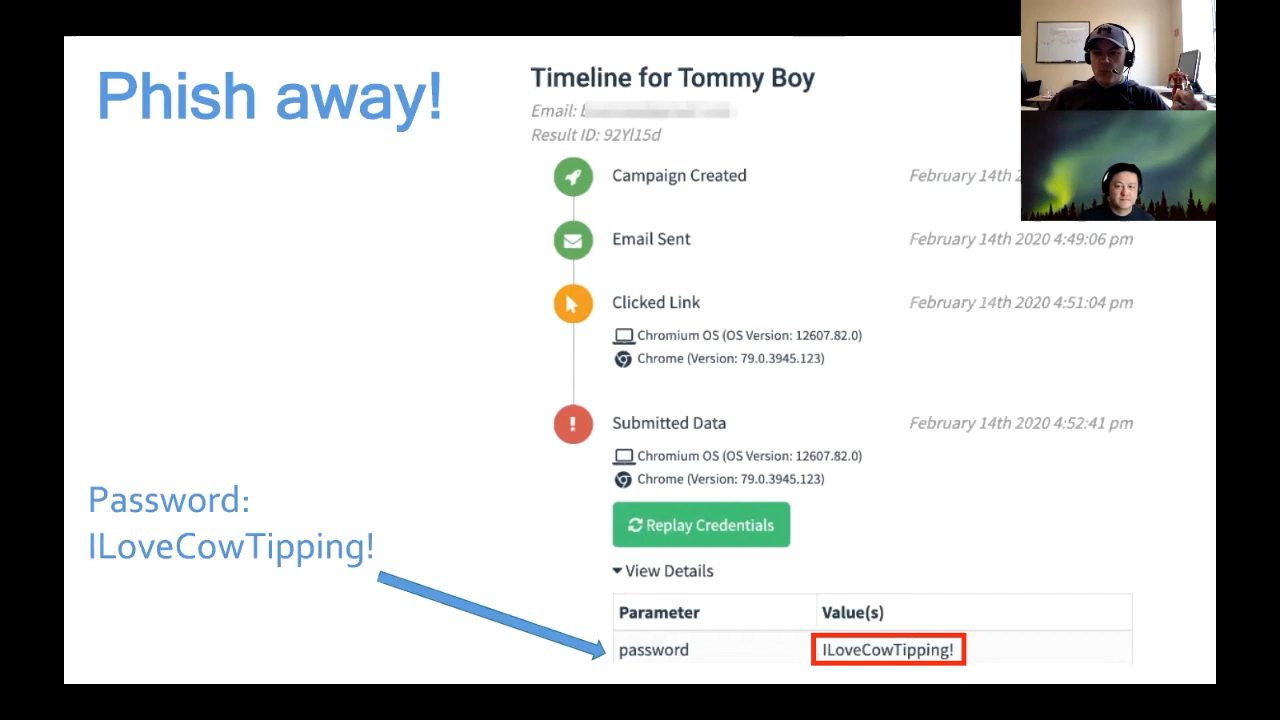 Phish away!
Timeline for Tommy Boy
Email:
Result ID: 92Yl15d
Campaign Created February 14th
Email Sent February 14th 2020 4:49:06 pm
Clicked Link February 14th 2020 4:51:04 pm
Chromium OS (OS Version: 12607.82.0)
Chrome (Version: 79.0.3945.123)
Submitted Data February 14th 2020 4:52:41 pm
Chromium OS (OS Version: 12607.82.0)
Chrome (Version: 79.0.3945.123)
Replay Credentials
View Details
Parameter Value(s)
password ILoveCowTipping!
Password:
ILoveCowTipping!